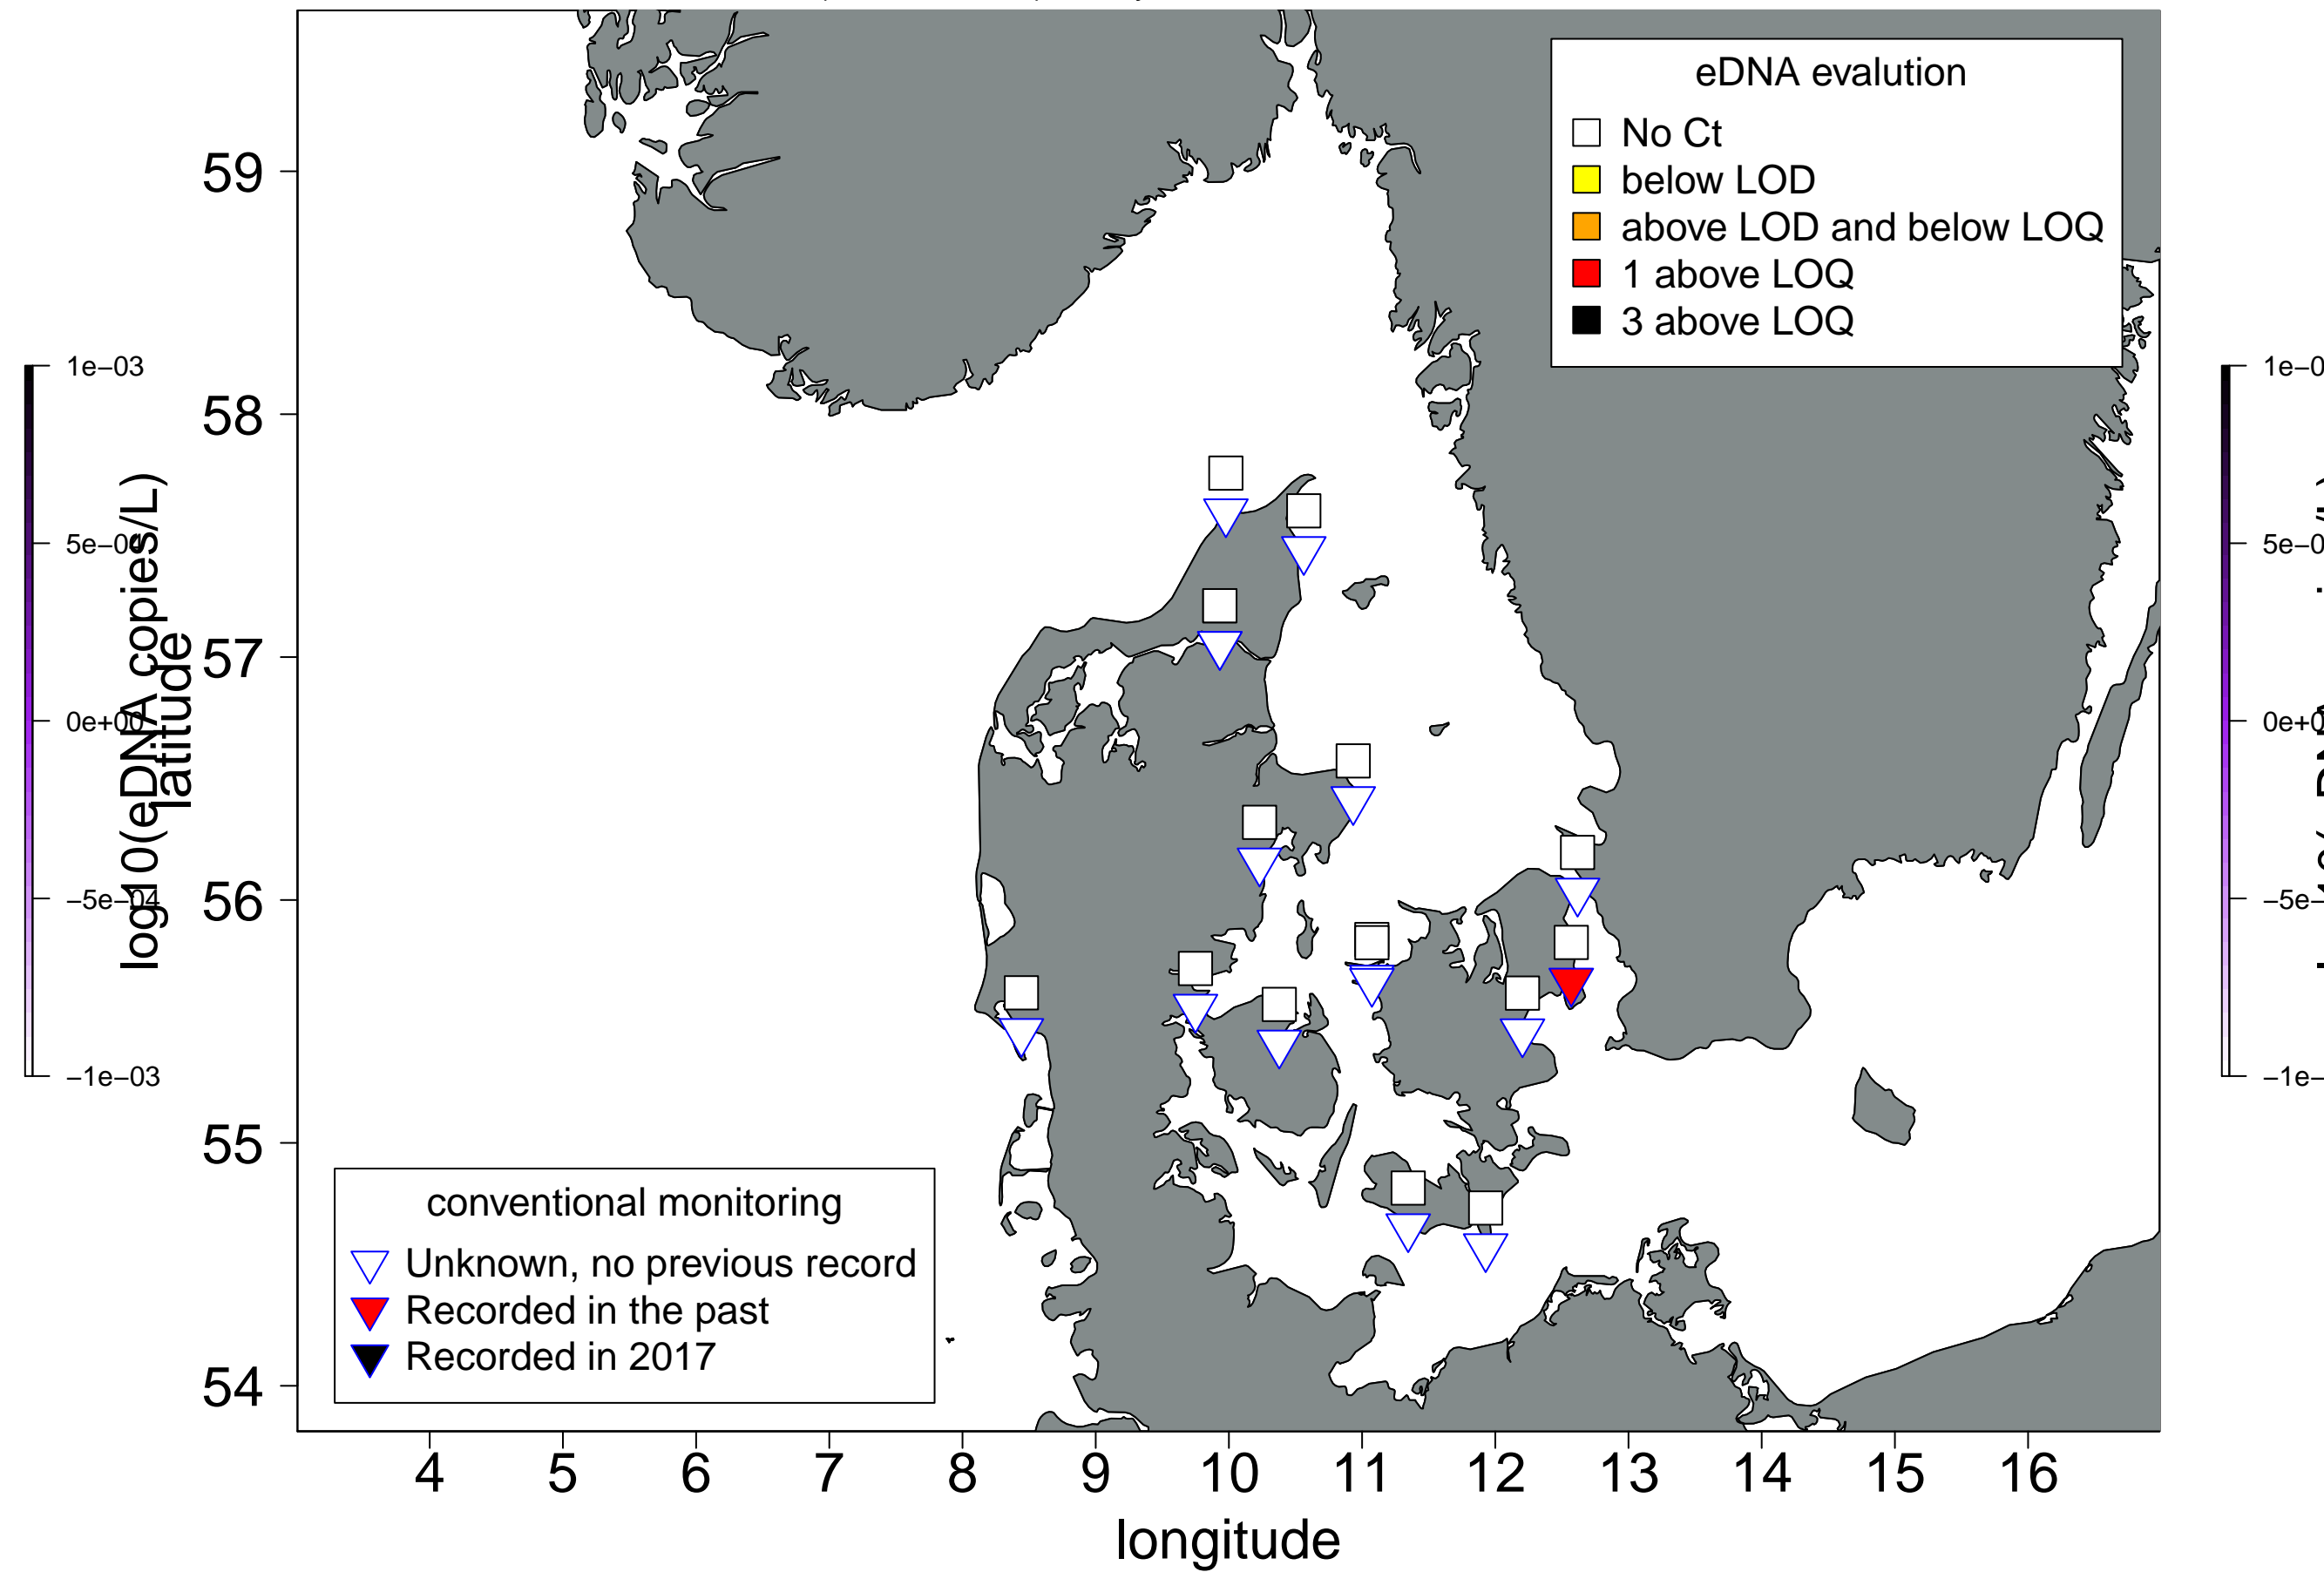 eDNA evalution
No Ct
below LOD
above LOD and below LOQ
1 above LOQ
3 above LOQ
59
58
57
56
55
54
latitude
log10(eDNA copies/L)
1e−03
5e−04
0e+00
−5e−04
−1e−03
conventional monitoring
Unknown, no previous record
Recorded in the past
Recorded in 2017
4 5 6 7 8 9 10 11 12 13 14 15 16
longitude